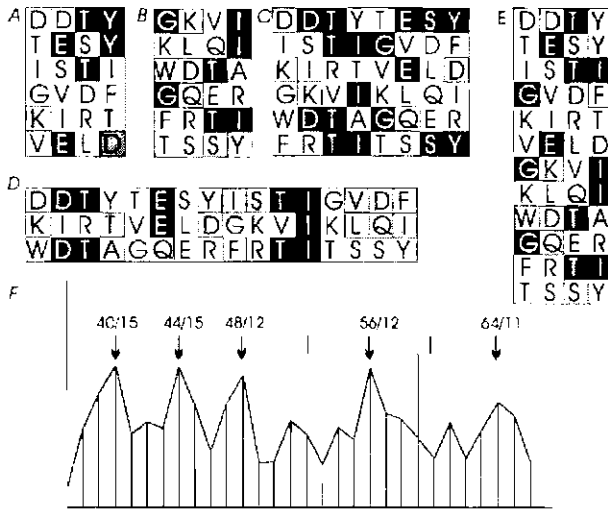 A
DDTY
TESY
ISTI
GVDF
KIRT
VELD
B
GKVI
KLQI
WDTA
GQER
FRTI
TSSY
C
DDTYTESY
ISTIGVDF
KIRTVELD
GKVIKLQI
WDTAGQER
FRTITSSY
D
DDTYTESYISTIGVDF
KIRTVELDGKVIKLQI
WDTAGQERFRTITSSY
E
DDTY
TESY
ISTI
GVDF
KIRT
VELD
GKVI
KLQI
WDTA
GQER
FRTI
TSSY
F
40/15 44/15 48/12 56/12 64/11